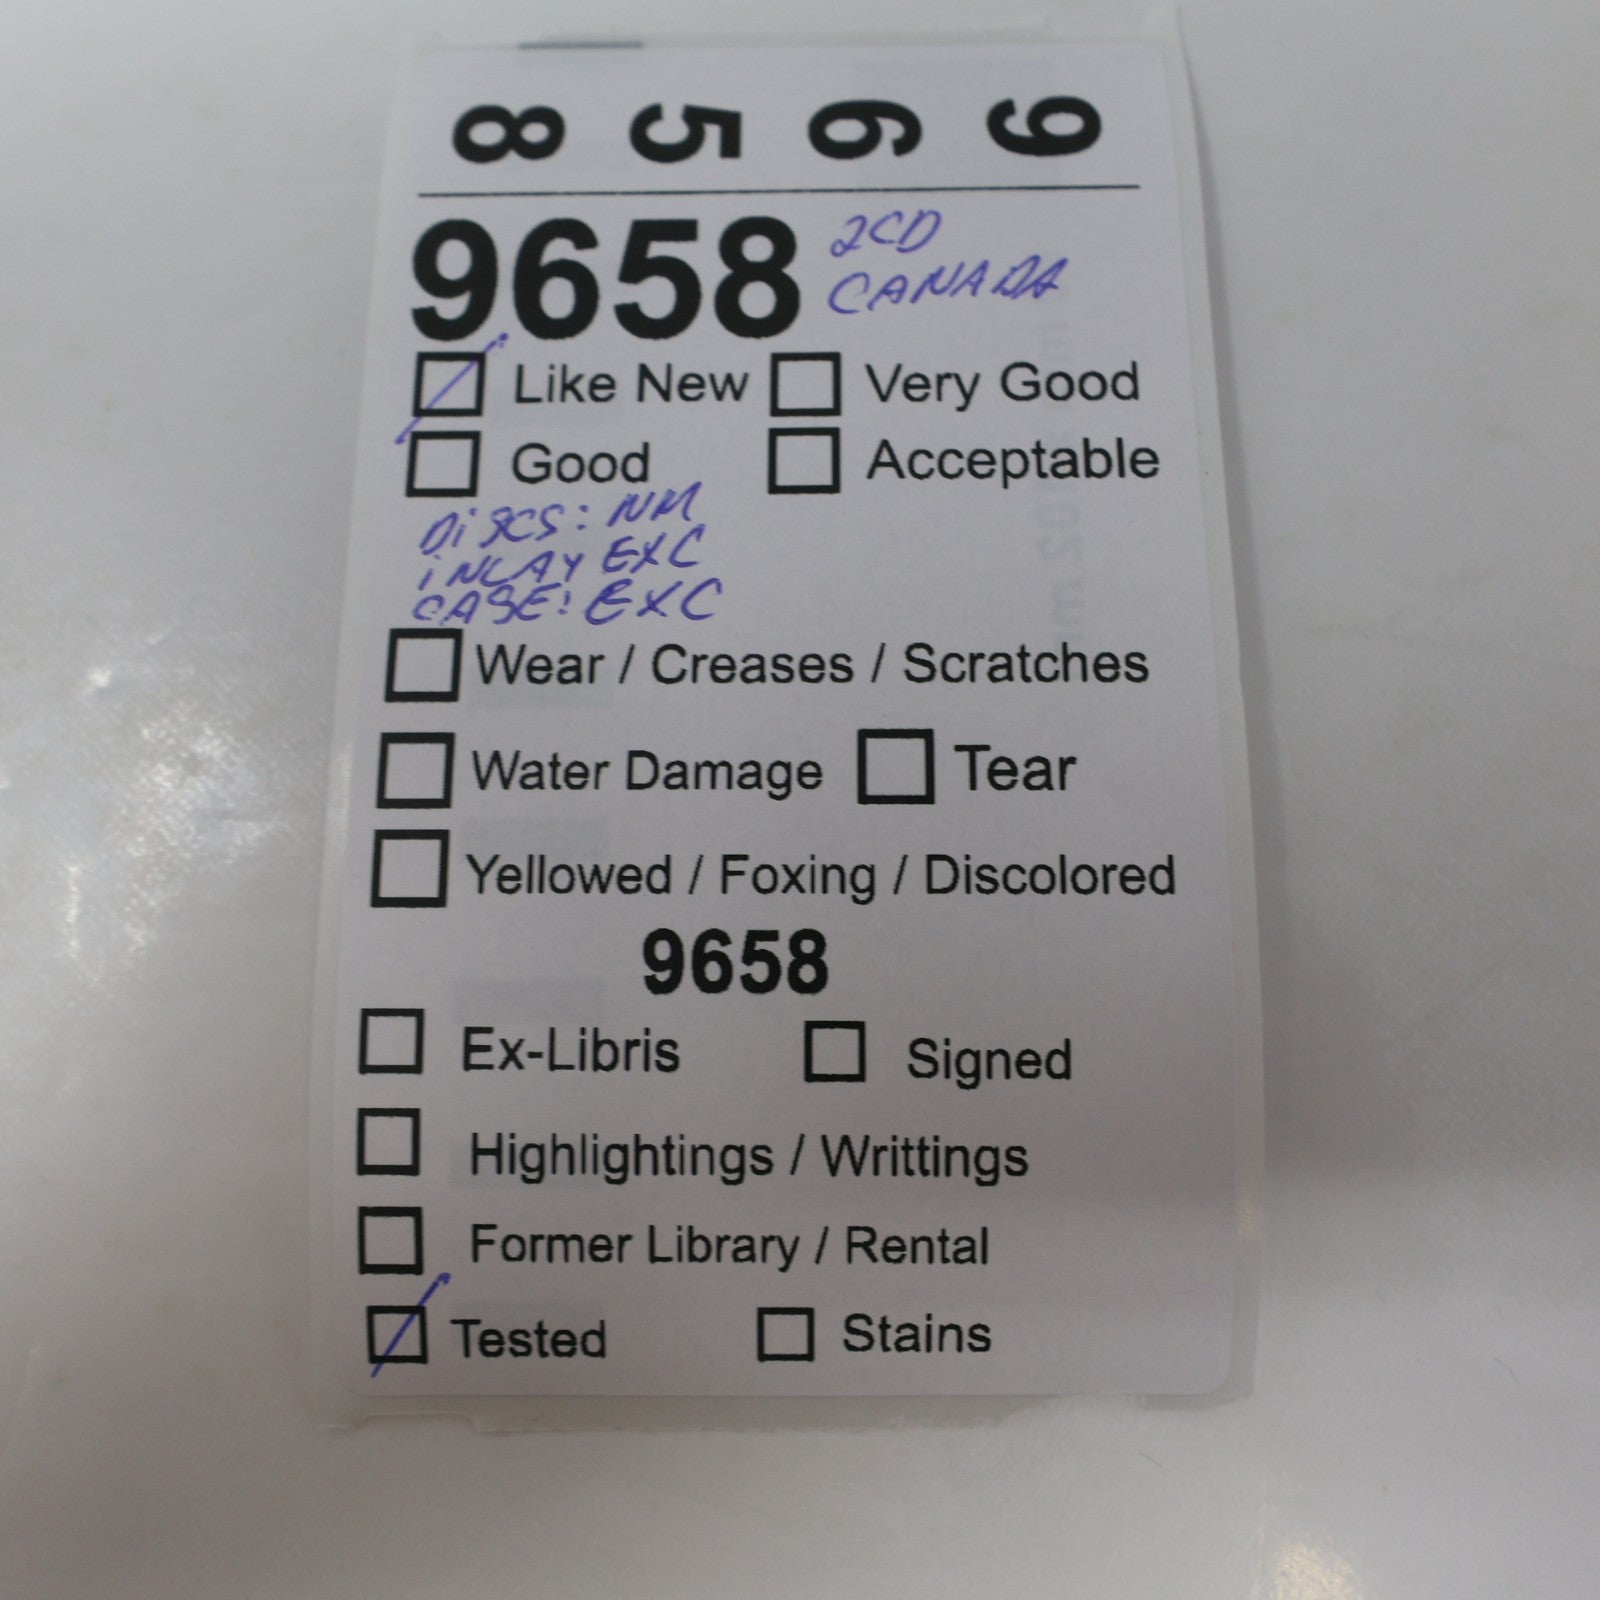 8 5 6 9
9658 2CD
CANADA
Like New Very Good
Good Acceptable
DISCS: NM
INLAY EXC
CASE: EXC
Wear / Creases / Scratches
Water Damage Tear
Yellowed / Foxing / Discolored
9658
Ex-Libris Signed
Highlightings / Writtings
Former Library / Rental
Tested Stains